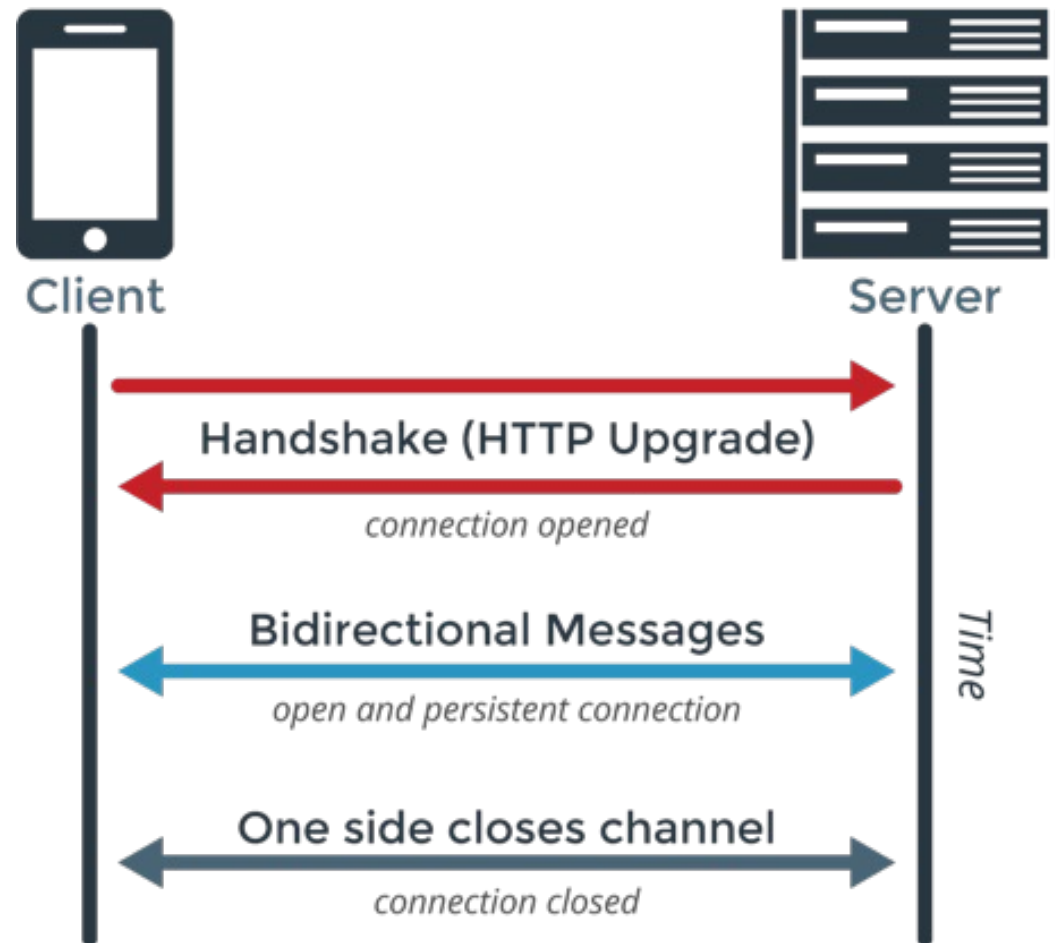 Client
Server
Handshake (HTTP Upgrade)
connection opened
Bidirectional Messages
open and persistent connection
Time
One side closes channel
connection closed